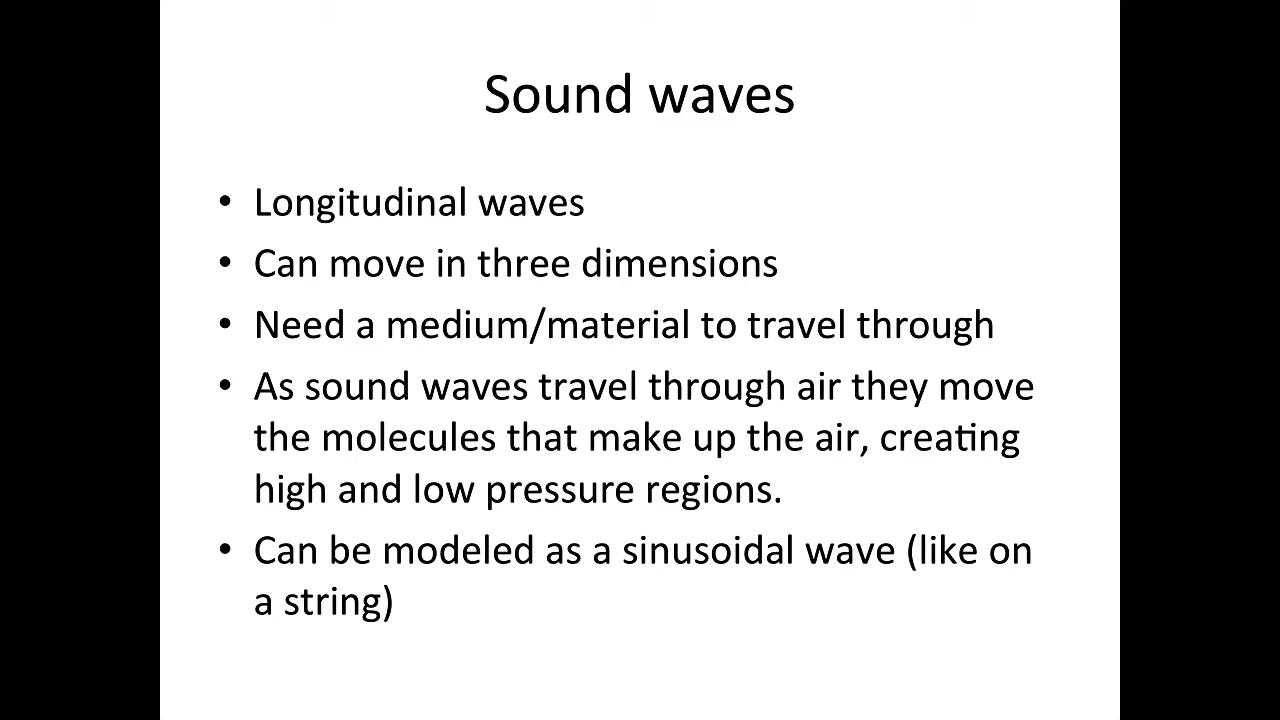 Sound waves
• Longitudinal waves
• Can move in three dimensions
• Need a medium/material to travel through
• As sound waves travel through air they move
the molecules that make up the air, creating
high and low pressure regions.
• Can be modeled as a sinusoidal wave (like on
a string)